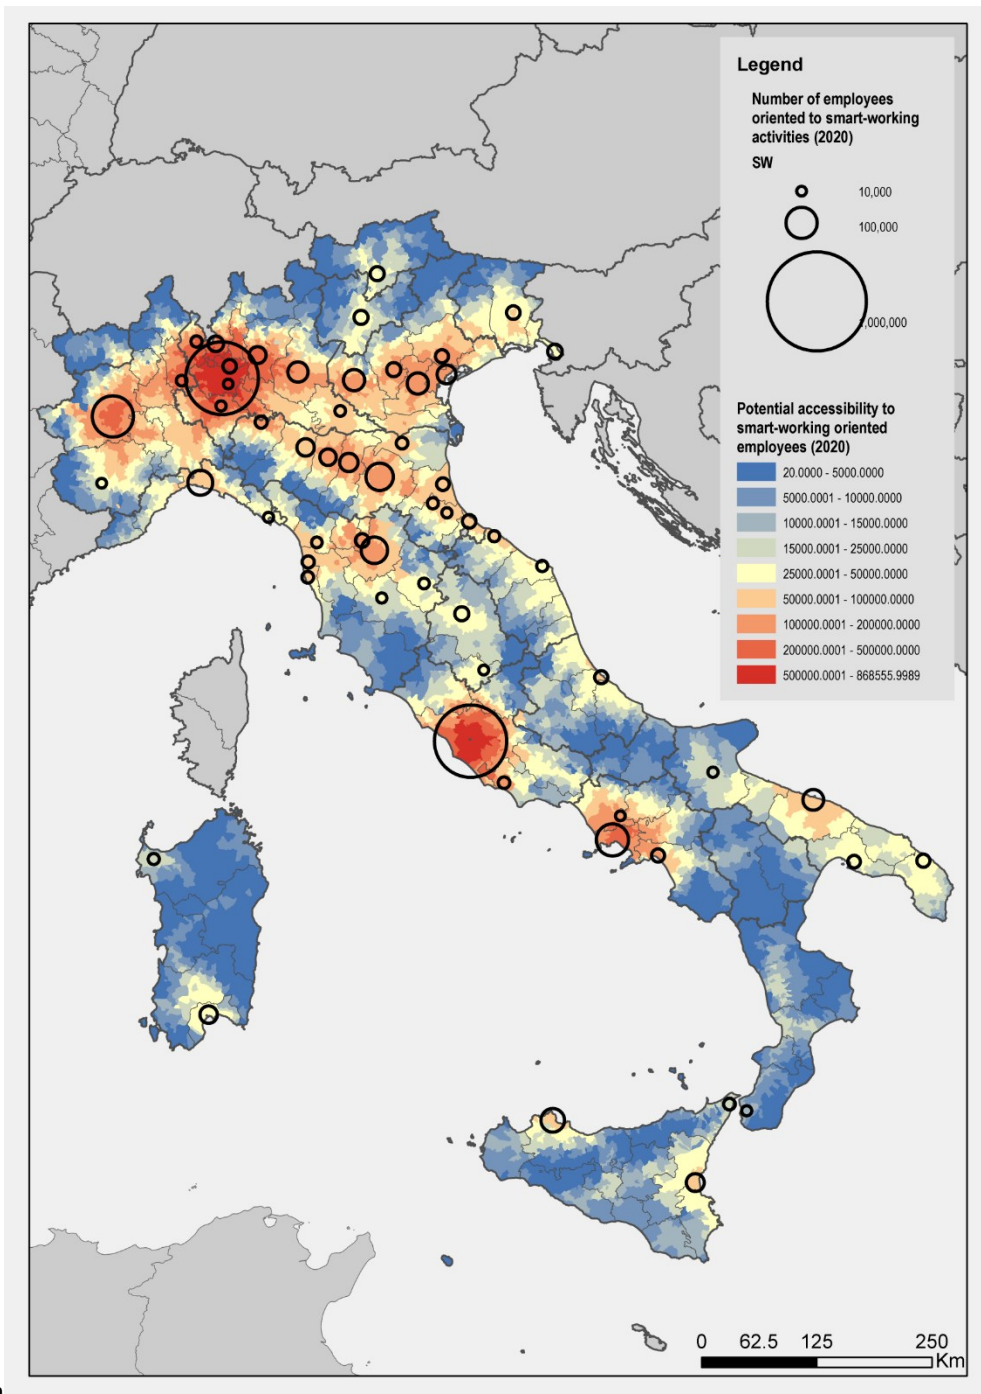 Legend
Number of employees
oriented to smart-working
activities (2020)
SW
10,000
100,000
,000,000
Potential accessibility to
smart-working oriented
employees (2020)
20.0000 - 5000.0000
5000.0001 - 10000.0000
10000.0001 - 15000.0000
15000.0001 - 25000.0000
25000.0001 - 50000.0000
50000.0001 - 100000.0000
100000.0001 - 200000.0000
200000.0001 - 500000.0000
500000.0001 - 868555.9989
0 62.5 125 250
Km